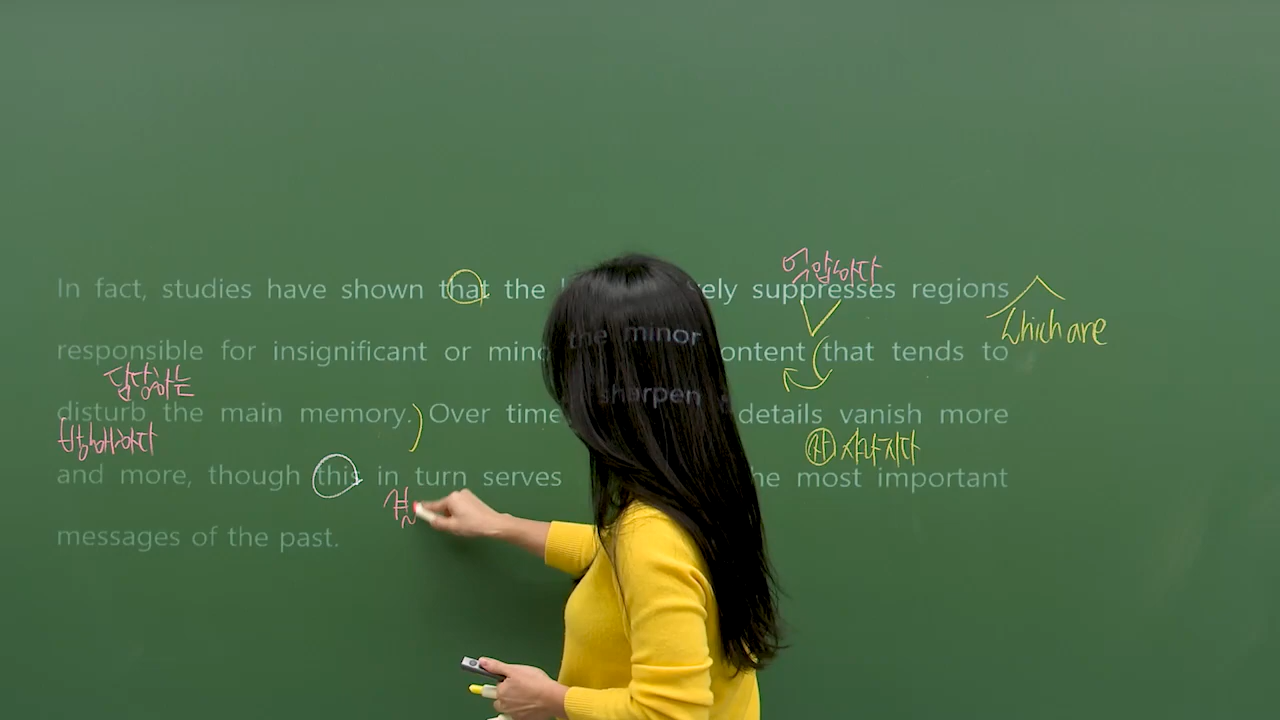 억압하다
In fact, studies have shown that the ely suppresses regions
which are
responsible for insignificant or mino the minor ontent that tends to
담당하는
disturb the main memory. Over time sharpen details vanish more
방해하다
자 사라지다
and more, though this in turn serves he most important
결
messages of the past.